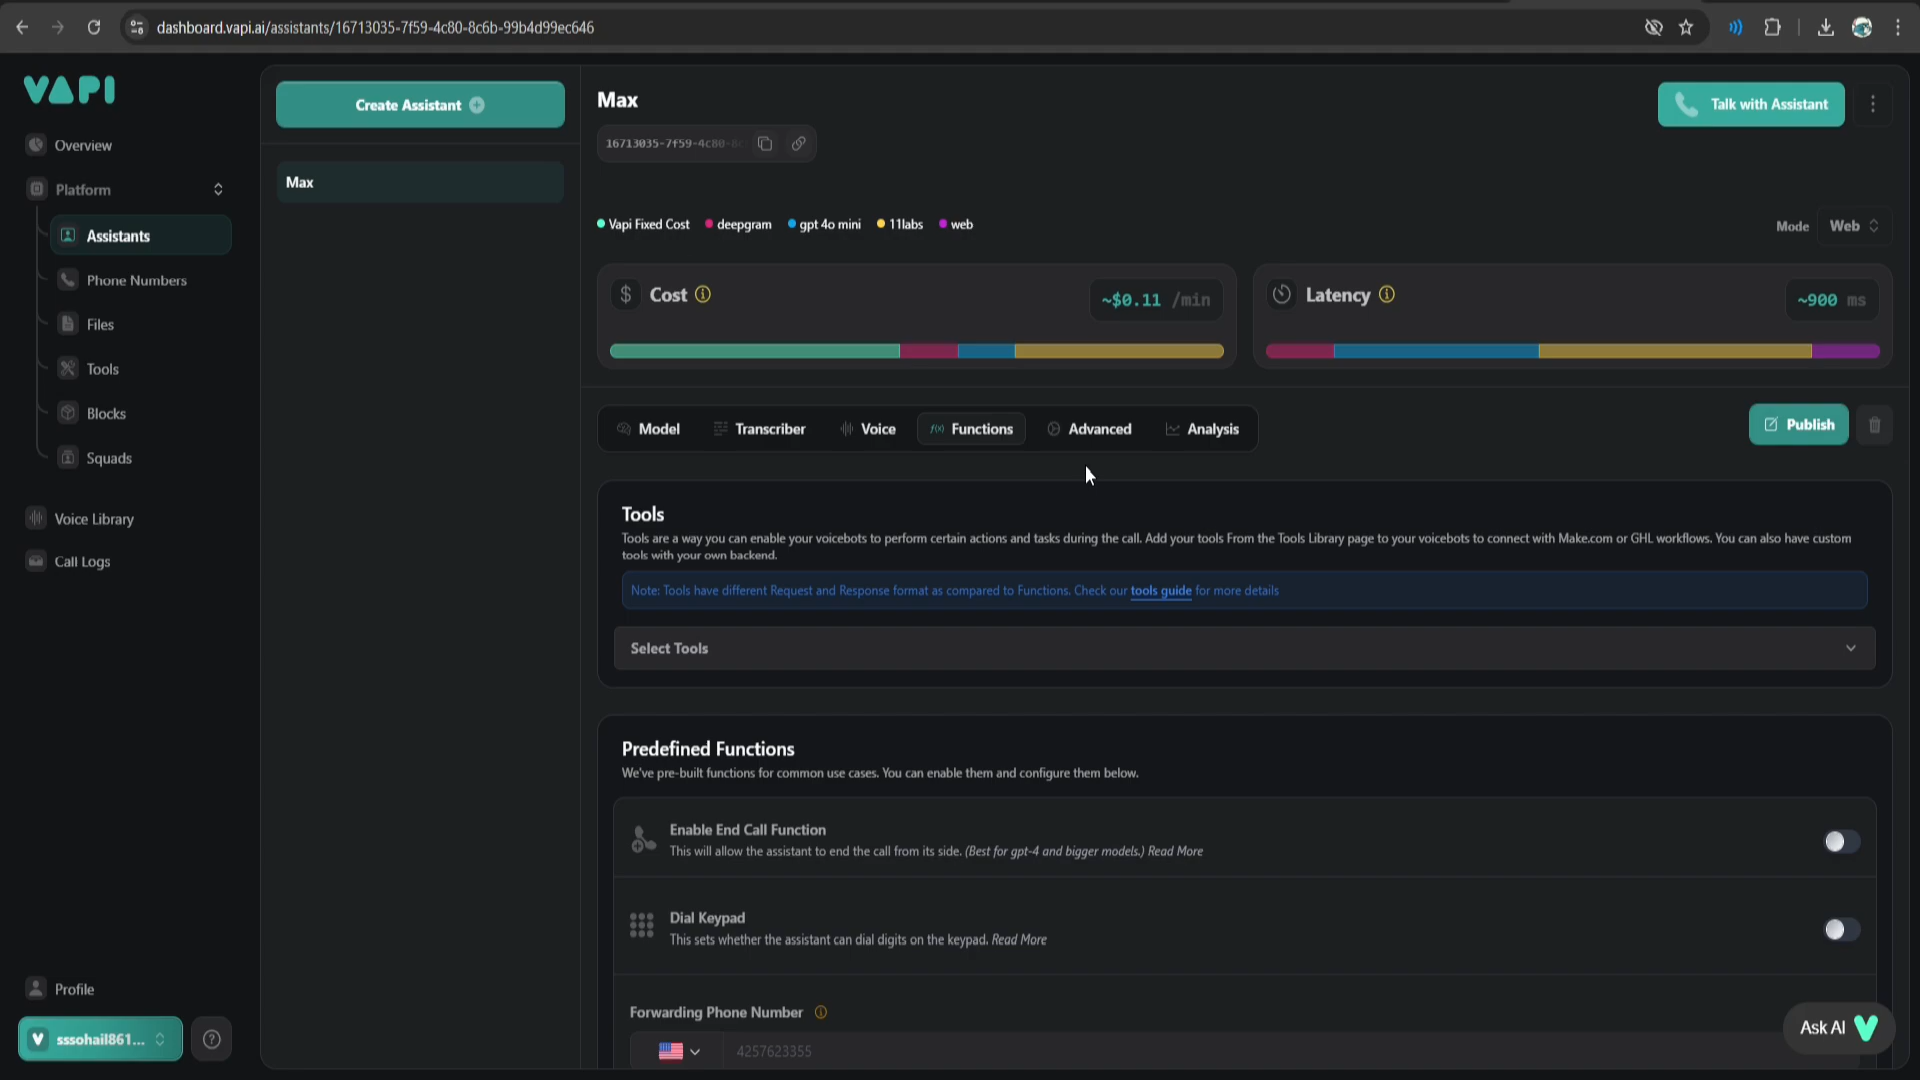 dashboard.vapi.ai/assistants/16713035-7f59-4c80-8c6b-99b4d99ec646
VAPI
Overview
Platform
Assistants
Phone Numbers
Files
Tools
Blocks
Squads
Voice Library
Call Logs
Profile
sssohail861...
Create Assistant
Max
Max
16713035-7f59-4c80-8
Talk with Assistant
Vapi Fixed Cost deepgram gpt 4o mini 11labs web
Mode Web
Cost ~$0.11 /min
Latency ~900 ms
Model Transcriber Voice Functions Advanced Analysis
Publish
Tools
Tools are a way you can enable your voicebots to perform certain actions and tasks during the call. Add your tools From the Tools Library page to your voicebots to connect with Make.com or GHL workflows. You can also have custom
tools with your own backend.
Note: Tools have different Request and Response format as compared to Functions. Check our tools guide for more details
Select Tools
Predefined Functions
We've pre-built functions for common use cases. You can enable them and configure them below.
Enable End Call Function
This will allow the assistant to end the call from its side. (Best for gpt-4 and bigger models.) Read More
Dial Keypad
This sets whether the assistant can dial digits on the keypad. Read More
Forwarding Phone Number
4257623355
Ask AI